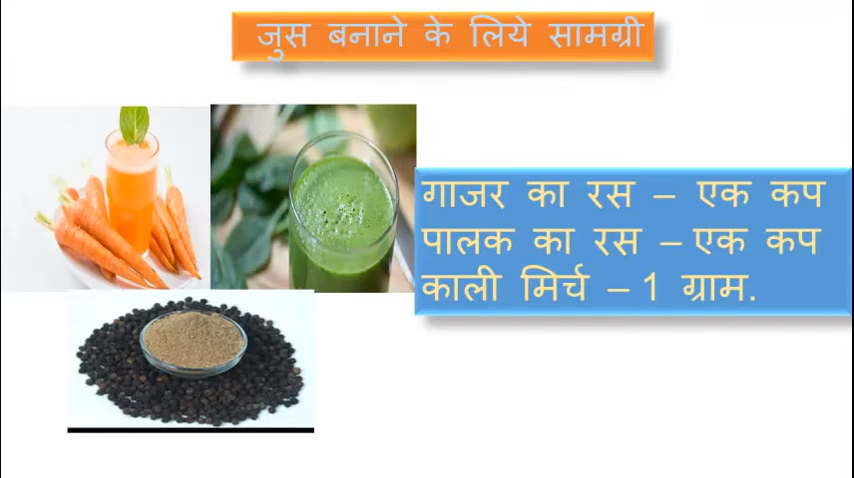 जुस बनाने के लिये सामग्री
गाजर का रस – एक कप
पालक का रस – एक कप
काली मिर्च – 1 ग्राम.